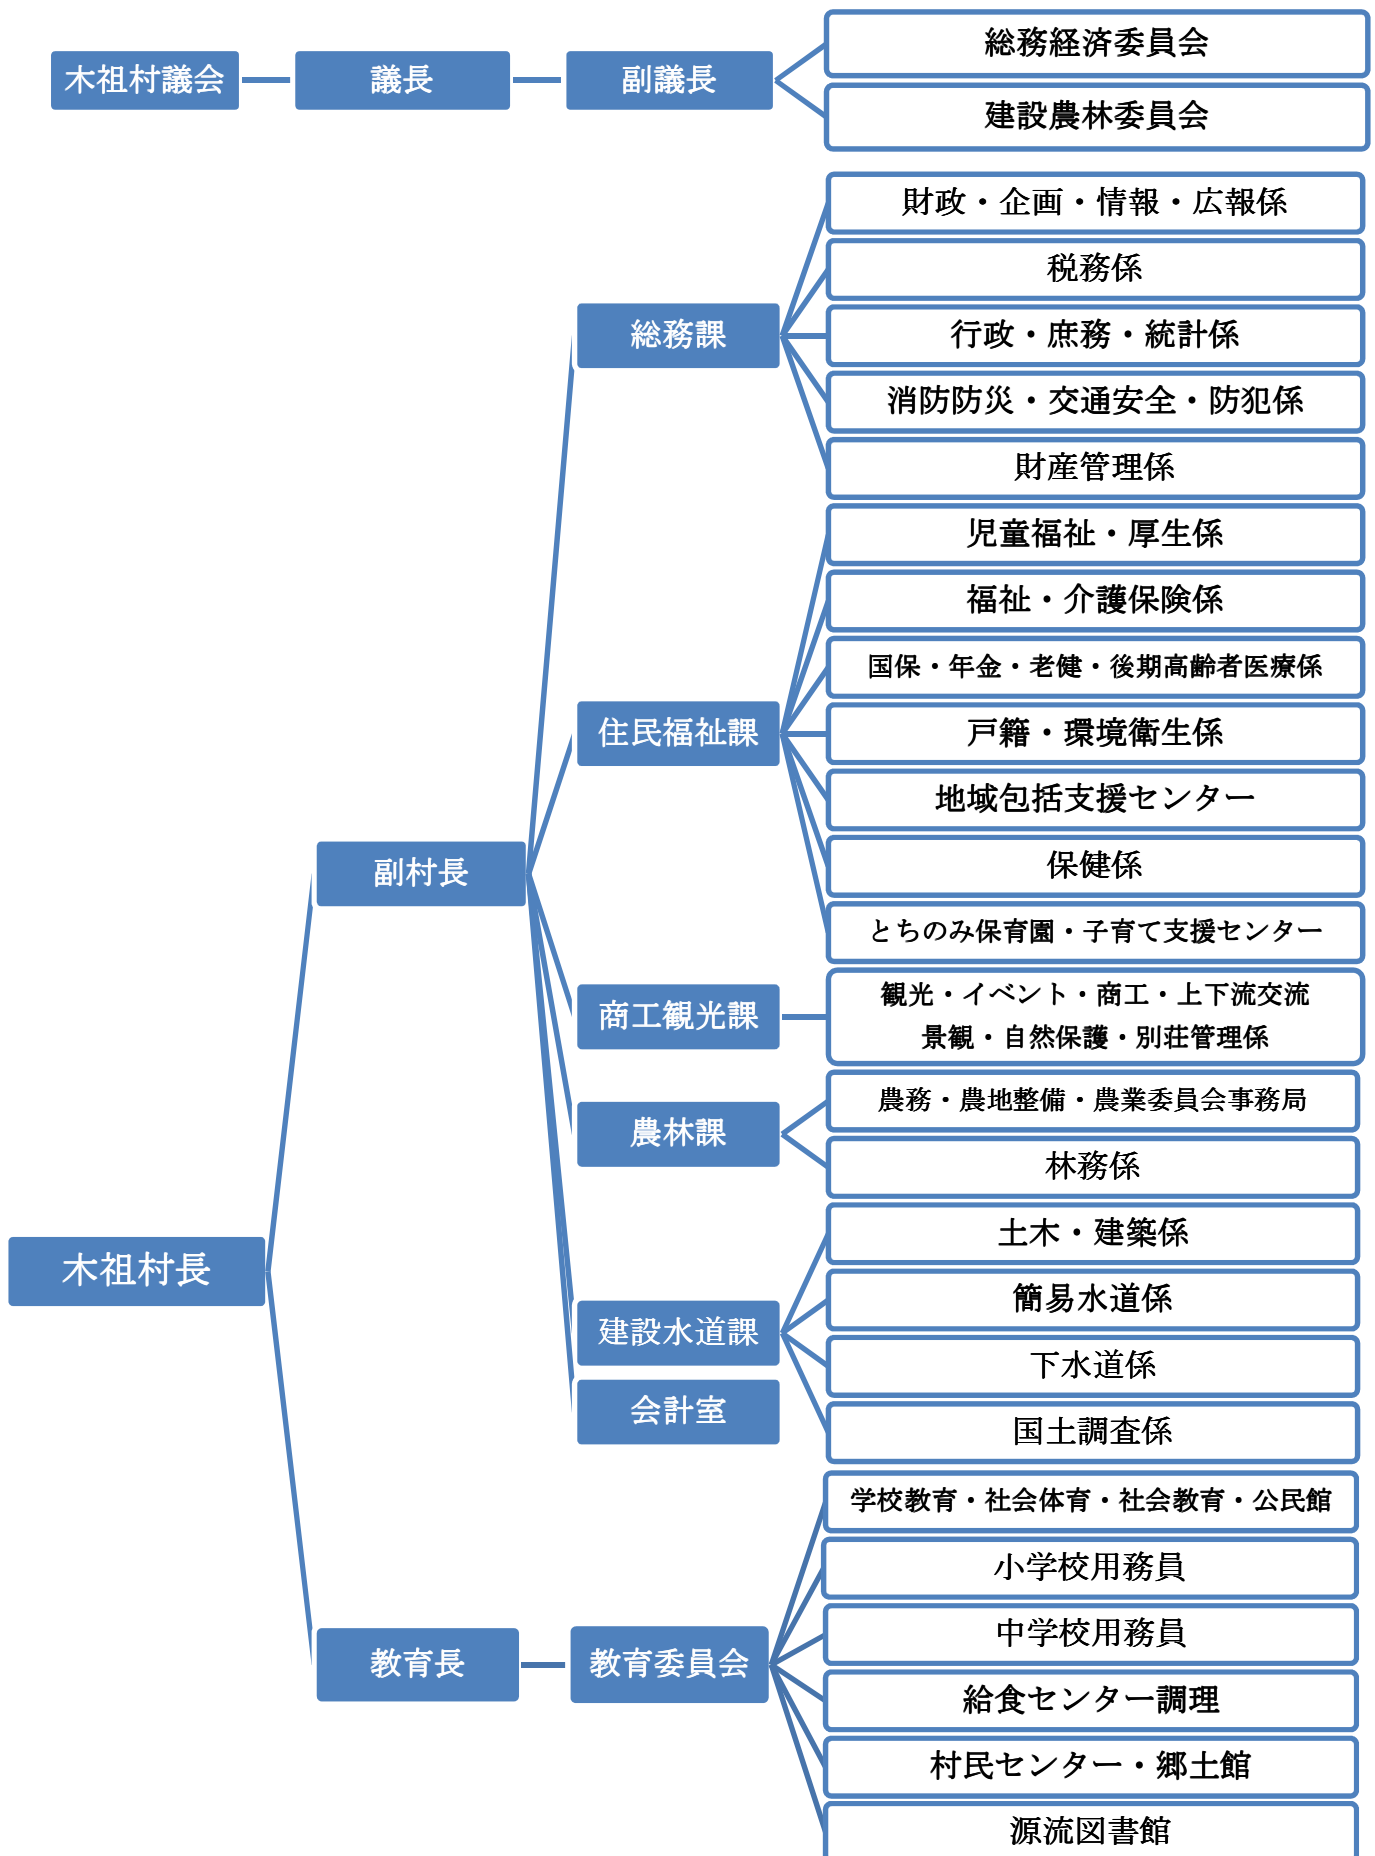 木祖村議会
議長
副議長
総務経済委員会
建設農林委員会
木祖村長
副村長
総務課
財政・企画・情報・広報係
税務係
行政・庶務・統計係
消防防災・交通安全・防犯係
財産管理係
住民福祉課
児童福祉・厚生係
福祉・介護保険係
国保・年金・老健・後期高齢者医療係
戸籍・環境衛生係
地域包括支援センター
保健係
とちのみ保育園・子育て支援センター
商工観光課
観光・イベント・商工・上下流交流
景観・自然保護・別荘管理係
農林課
農務・農地整備・農業委員会事務局
林務係
建設水道課
土木・建築係
簡易水道係
下水道係
国土調査係
会計室
教育長
教育委員会
学校教育・社会体育・社会教育・公民館
小学校用務員
中学校用務員
給食センター調理
村民センター・郷土館
源流図書館